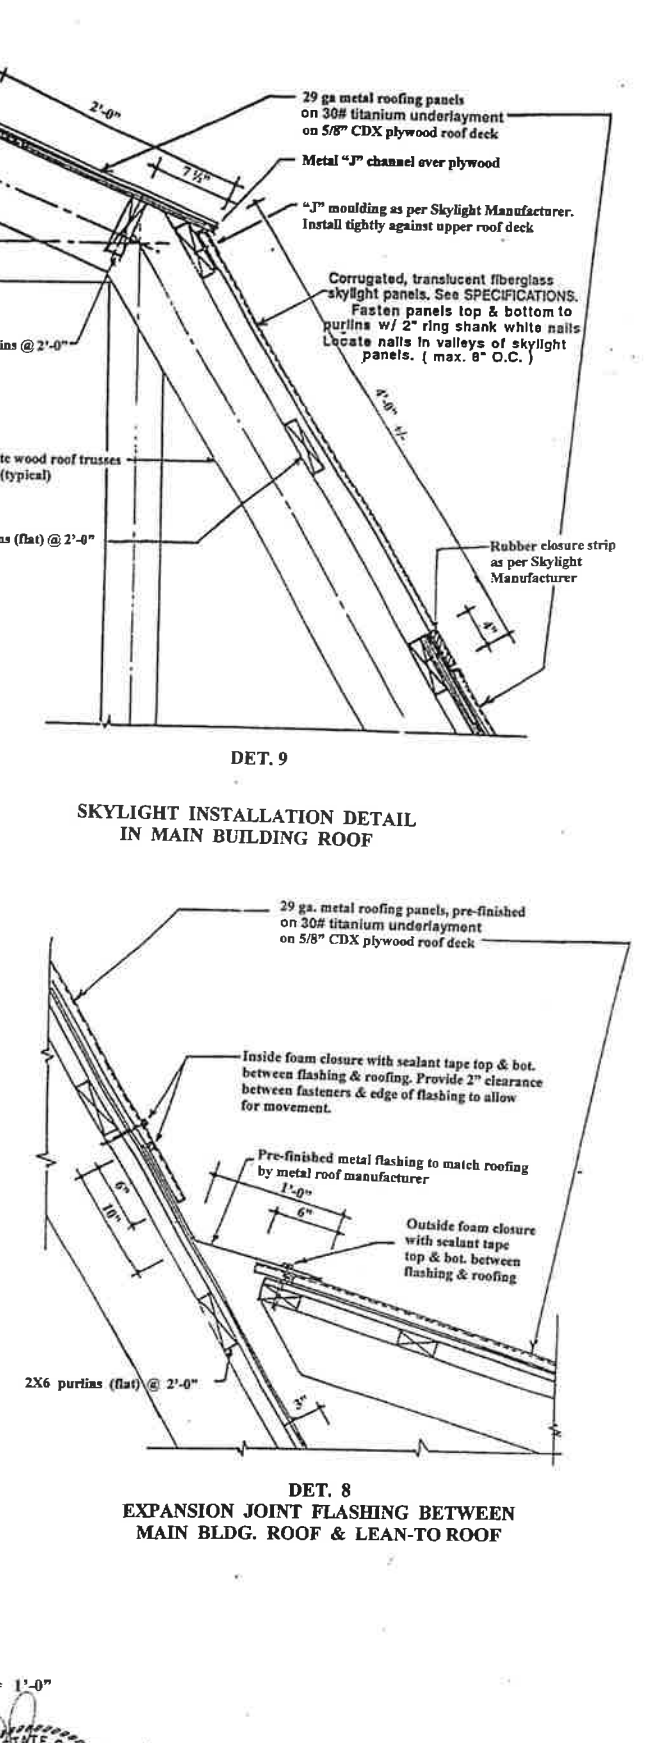 2'-0"
29 ga metal roofing panels
on 30# titanium underlayment
on 5/8" CDX plywood roof deck
7 ½"
Metal "J" channel over plywood
"J" moulding as per Skylight Manufacturer.
Install tightly against upper roof deck
Corrugated, translucent fiberglass
skylight panels. See SPECIFICATIONS.
Fasten panels top & bottom to
purlins w/ 2" ring shank white nails
Locate nails in valleys of skylight
panels. ( max. 8" O.C. )
ins @ 2'-0"
4'-0" +/-
te wood roof trusses
(typical)
ns (flat) @ 2'-0"
Rubber closure strip
as per Skylight
Manufacturer
4"
DET. 9
SKYLIGHT INSTALLATION DETAIL
IN MAIN BUILDING ROOF
29 ga. metal roofing panels, pre-finished
on 30# titanium underlayment
on 5/8" CDX plywood roof deck
Inside foam closure with sealant tape top & bot.
between flashing & roofing. Provide 2" clearance
between fasteners & edge of flashing to allow
for movement.
Pre-finished metal flashing to match roofing
by metal roof manufacturer
1'-0"
6"
6"
10"
Outside foam closure
with sealant tape
top & bot. between
flashing & roofing
2X6 purlins (flat) @ 2'-0"
3"
DET. 8
EXPANSION JOINT FLASHING BETWEEN
MAIN BLDG. ROOF & LEAN-TO ROOF
1'-0"